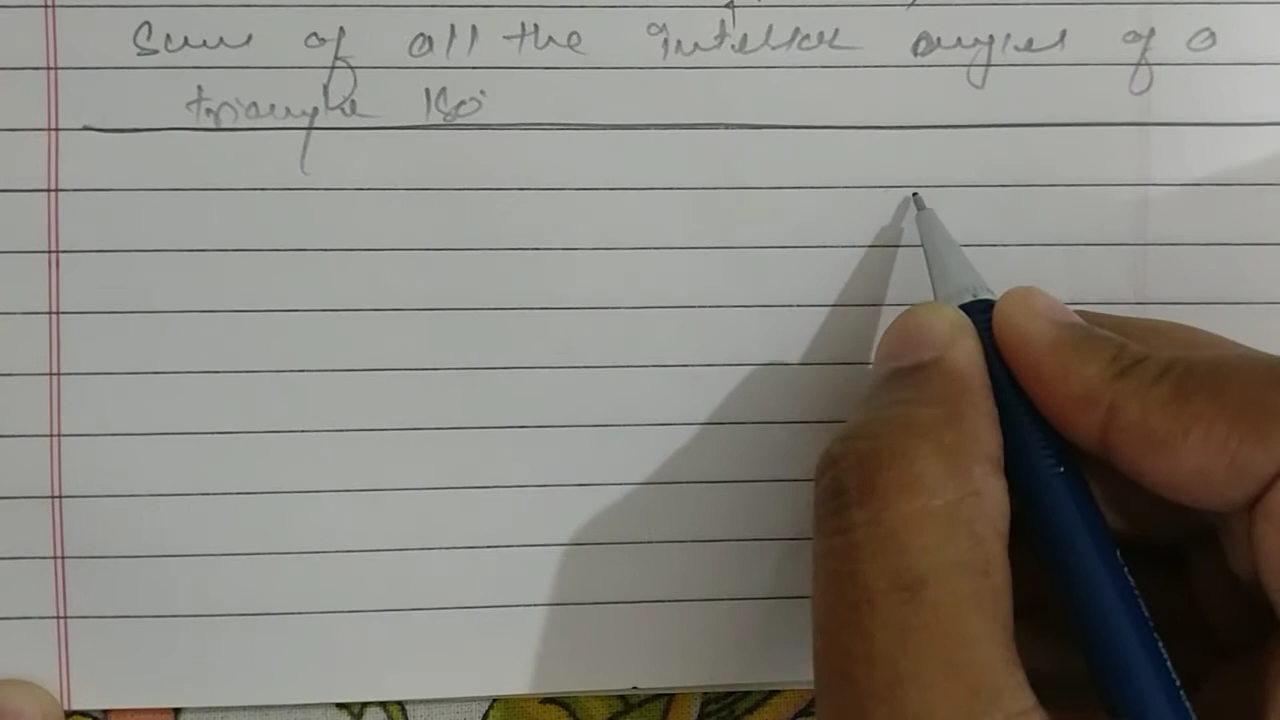 Sum of all the interior angles of a
triangle 180°